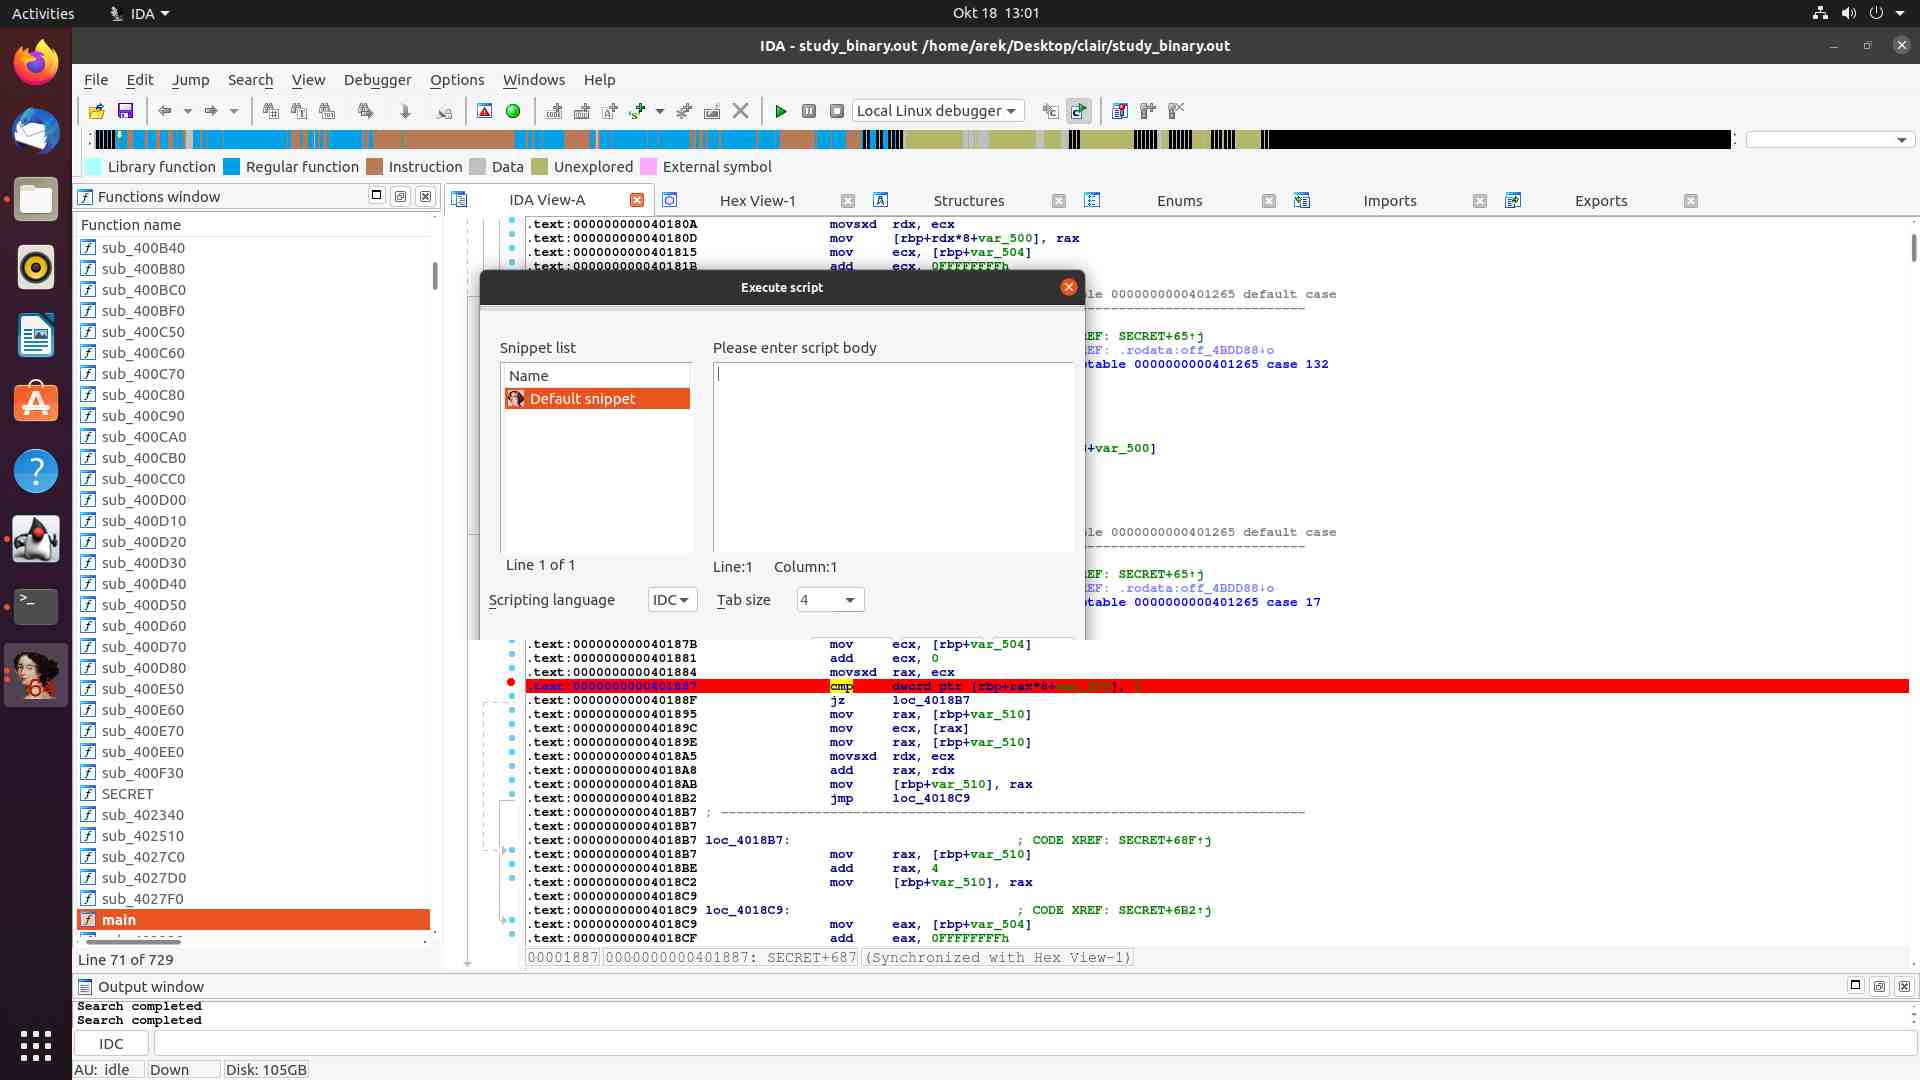 Activities
IDA
Okt 18 13:01
IDA - study_binary.out /home/arek/Desktop/clair/study_binary.out
File Edit Jump Search View Debugger Options Windows Help
Local Linux debugger
Library function Regular function Instruction Data Unexplored External symbol
Functions window
IDA View-A Hex View-1 Structures Enums Imports Exports
Function name
sub_400B40
sub_400B80
sub_400BC0
sub_400BF0
sub_400C50
sub_400C60
sub_400C70
sub_400C80
sub_400C90
sub_400CA0
sub_400CB0
sub_400CC0
sub_400D00
sub_400D10
sub_400D20
sub_400D30
sub_400D40
sub_400D50
sub_400D60
sub_400D70
sub_400D80
sub_400E50
sub_400E60
sub_400E70
sub_400EE0
sub_400F30
SECRET
sub_402340
sub_402510
sub_4027C0
sub_4027D0
sub_4027F0
main
Line 71 of 729
.text:000000000040180A movsxd rdx, ecx
.text:000000000040180D mov [rbp+rdx*8+var_500], rax
.text:0000000000401815 mov ecx, [rbp+var_504]
.text:000000000040181B add ecx, 0FFFFFFFFh
le 0000000000401265 default case
EF: SECRET+65↑j
EF: .rodata:off_4BDD88↓o
table 0000000000401265 case 132
+var_500]
le 0000000000401265 default case
EF: SECRET+65↑j
EF: .rodata:off_4BDD88↓o
table 0000000000401265 case 17
Execute script
Snippet list
Please enter script body
Name
Default snippet
Line 1 of 1
Line:1 Column:1
Scripting language IDC Tab size 4
.text:000000000040187B mov ecx, [rbp+var_504]
.text:0000000000401881 add ecx, 0
.text:0000000000401884 movsxd rax, ecx
.text:0000000000401887 cmp dword ptr [rbp+rax*8+
.text:000000000040188F jz loc_4018B7
.text:0000000000401895 mov rax, [rbp+var_510]
.text:000000000040189C mov ecx, [rax]
.text:000000000040189E mov rax, [rbp+var_510]
.text:00000000004018A5 movsxd rdx, ecx
.text:00000000004018A8 add rax, rdx
.text:00000000004018AB mov [rbp+var_510], rax
.text:00000000004018B2 jmp loc_4018C9
.text:00000000004018B7 ; ---------------------------------------------------------------------------
.text:00000000004018B7
.text:00000000004018B7 loc_4018B7: ; CODE XREF: SECRET+68F↑j
.text:00000000004018B7 mov rax, [rbp+var_510]
.text:00000000004018BE add rax, 4
.text:00000000004018C2 mov [rbp+var_510], rax
.text:00000000004018C9
.text:00000000004018C9 loc_4018C9: ; CODE XREF: SECRET+6B2↑j
.text:00000000004018C9 mov eax, [rbp+var_504]
.text:00000000004018CF add eax, 0FFFFFFFFh
00001887 0000000000401887: SECRET+687 (Synchronized with Hex View-1)
Output window
Search completed
Search completed
IDC
AU: idle Down Disk: 105GB